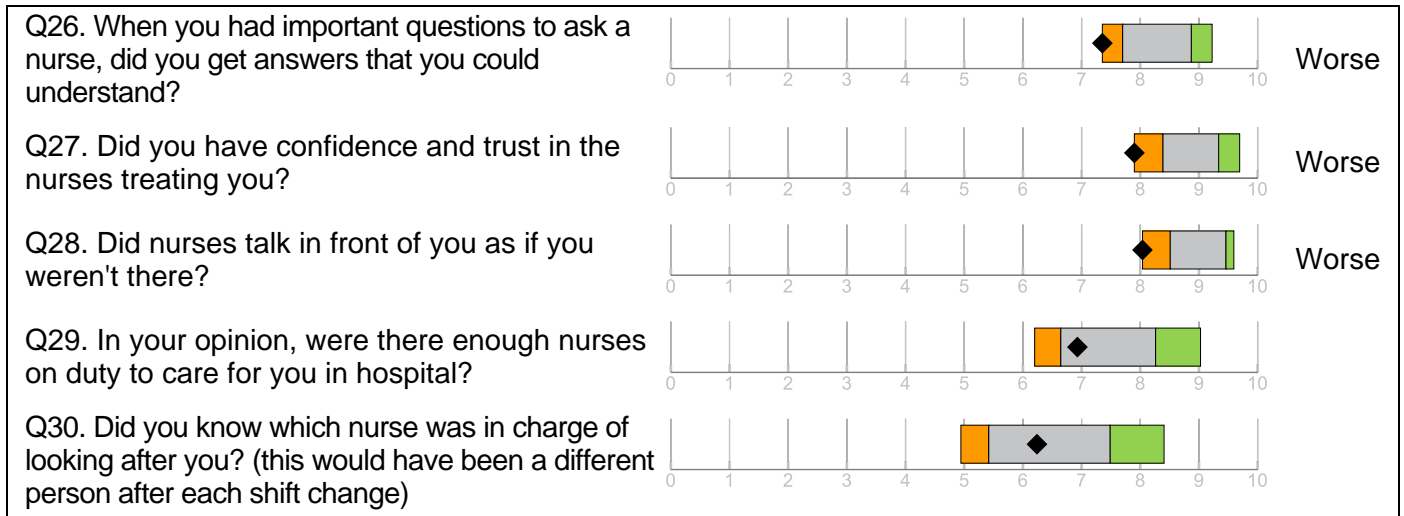 Q26. When you had important questions to ask a
nurse, did you get answers that you could
understand?
0 1 2 3 4 5 6 7 8 9 10
Worse
Q27. Did you have confidence and trust in the
nurses treating you?
0 1 2 3 4 5 6 7 8 9 10
Worse
Q28. Did nurses talk in front of you as if you
weren't there?
0 1 2 3 4 5 6 7 8 9 10
Worse
Q29. In your opinion, were there enough nurses
on duty to care for you in hospital?
0 1 2 3 4 5 6 7 8 9 10
Q30. Did you know which nurse was in charge of
looking after you? (this would have been a different
person after each shift change)
0 1 2 3 4 5 6 7 8 9 10